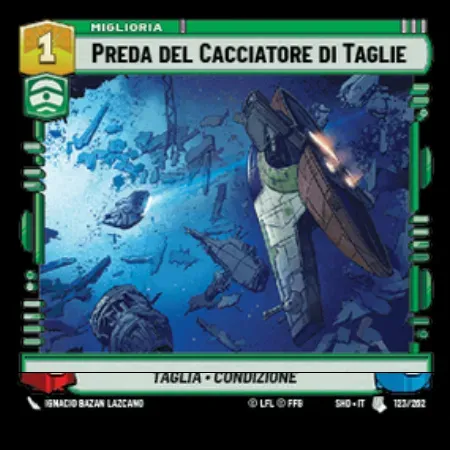 MIGLIORIA
1
PREDA DEL CACCIATORE DI TAGLIE
TAGLIA • CONDIZIONE
IGNACIO BAZAN LAZCANO
© LFL © FFG
SHD • IT
123/262